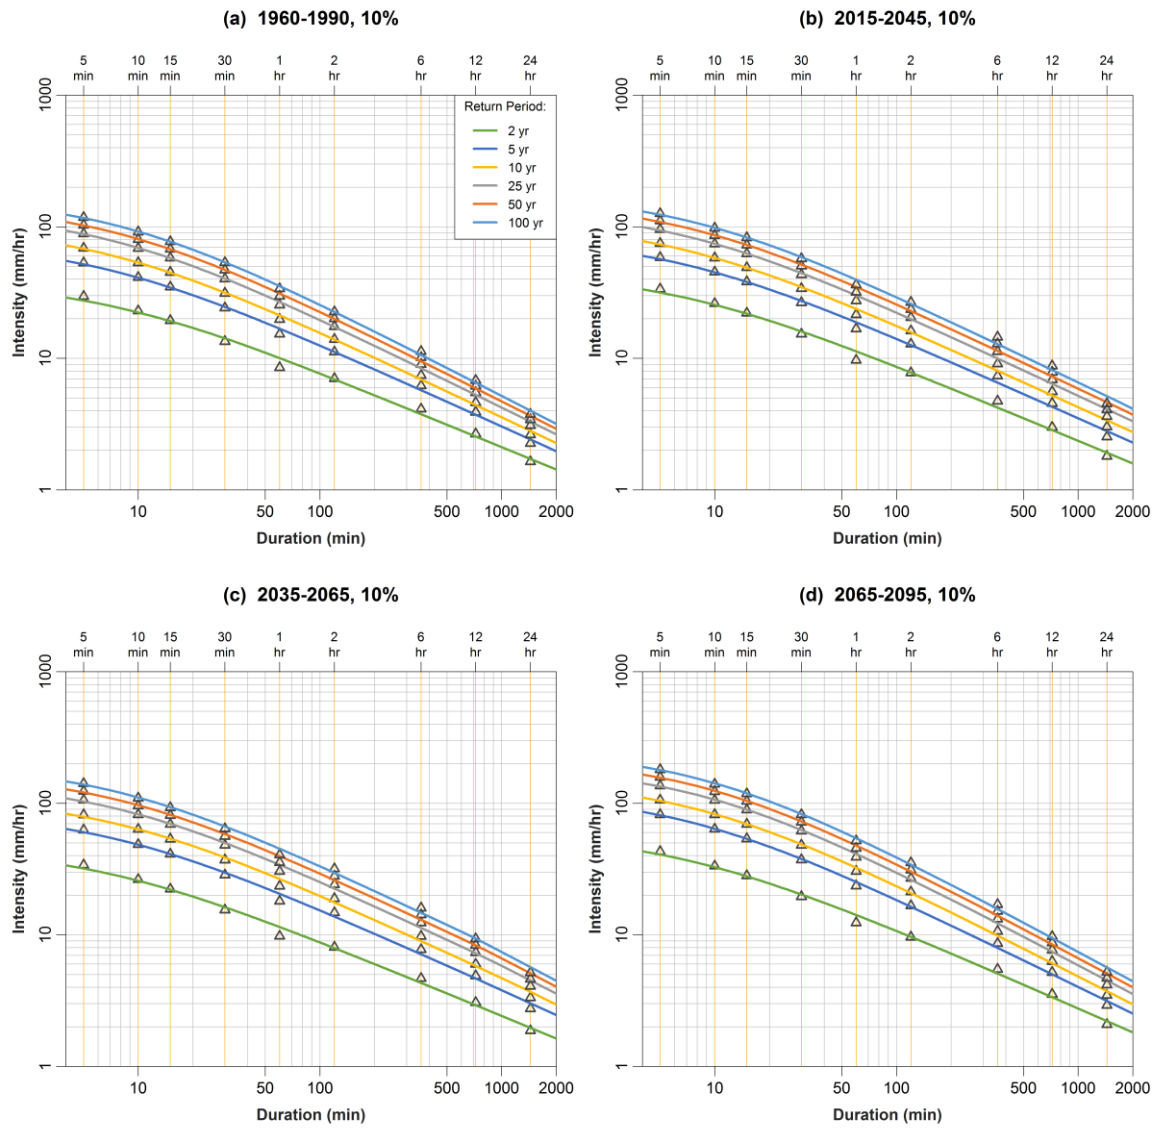 (a) 1960-1990, 10%
5 10 15 30 1 2 6 12 24
min min min min hr hr hr hr hr
1000
100
10
1
Intensity (mm/hr)
Return Period:
2 yr
5 yr
10 yr
25 yr
50 yr
100 yr
10 50 100 500 1000 2000
Duration (min)
(b) 2015-2045, 10%
5 10 15 30 1 2 6 12 24
min min min min hr hr hr hr hr
1000
100
10
1
Intensity (mm/hr)
10 50 100 500 1000 2000
Duration (min)
(c) 2035-2065, 10%
5 10 15 30 1 2 6 12 24
min min min min hr hr hr hr hr
1000
100
10
1
Intensity (mm/hr)
10 50 100 500 1000 2000
Duration (min)
(d) 2065-2095, 10%
5 10 15 30 1 2 6 12 24
min min min min hr hr hr hr hr
1000
100
10
1
Intensity (mm/hr)
10 50 100 500 1000 2000
Duration (min)